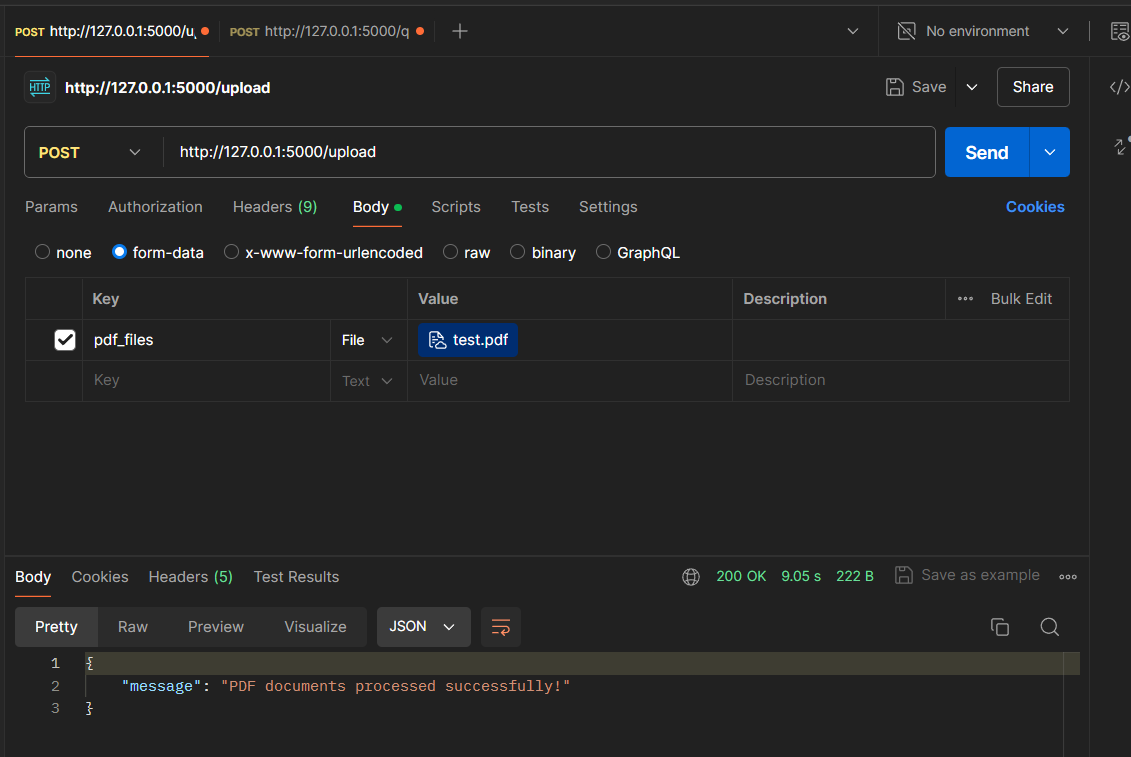 POST http://127.0.0.1:5000/u
POST http://127.0.0.1:5000/q
No environment
HTTP http://127.0.0.1:5000/upload
Save
Share
POST http://127.0.0.1:5000/upload
Send
Params Authorization Headers (9) Body Scripts Tests Settings Cookies
none form-data x-www-form-urlencoded raw binary GraphQL
Key Value Description Bulk Edit
pdf_files File test.pdf
Key Text Value Description
Body Cookies Headers (5) Test Results 200 OK 9.05 s 222 B Save as example
Pretty Raw Preview Visualize JSON
1 {
2 "message": "PDF documents processed successfully!"
3 }